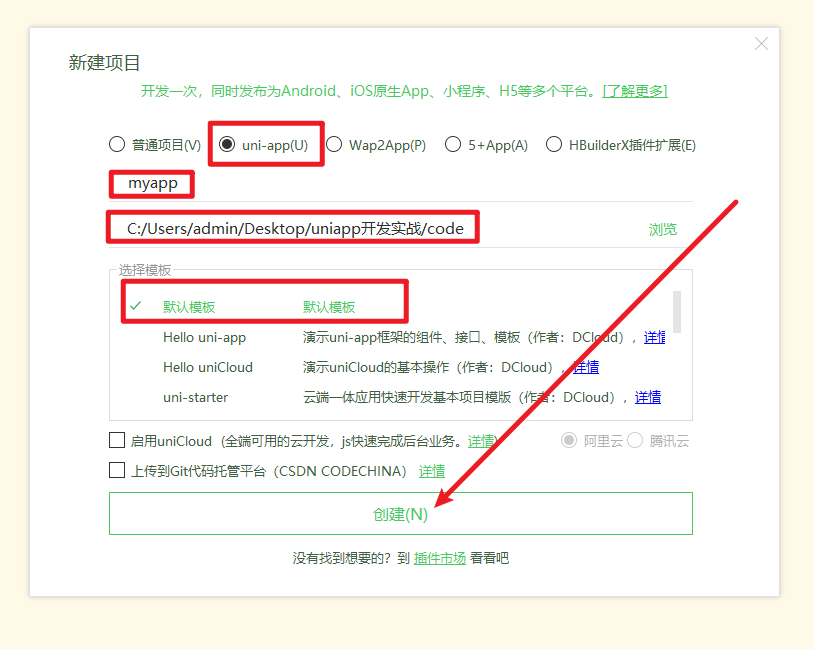 新建项目
开发一次，同时发布为Android、iOS原生App、小程序、H5等多个平台。[了解更多]
普通项目(V) uni-app(U) Wap2App(P) 5+App(A) HBuilderX插件扩展(E)
myapp
C:/Users/admin/Desktop/uniapp开发实战/code 浏览
选择模板
默认模板 默认模板
Hello uni-app 演示uni-app框架的组件、接口、模板（作者：DCloud），详情
Hello uniCloud 演示uniCloud的基本操作（作者：DCloud），详情
uni-starter 云端一体应用快速开发基本项目模版（作者：DCloud），详情
启用uniCloud（全端可用的云开发，js快速完成后台业务。详情） 阿里云 腾讯云
上传到Git代码托管平台（CSDN CODECHINA） 详情
创建(N)
没有找到想要的？到 插件市场 看看吧